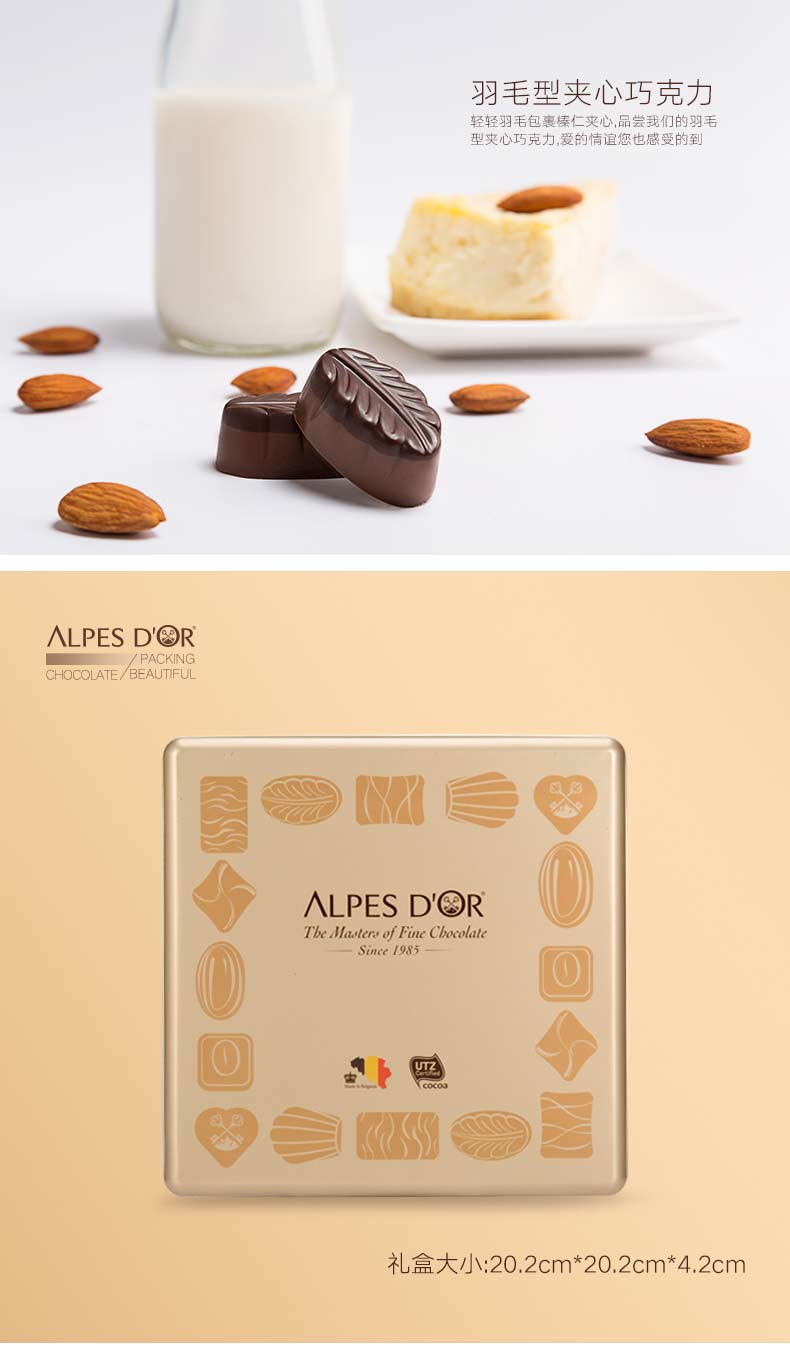 羽毛型夹心巧克力
轻轻羽毛包裹榛仁夹心,品尝我们的羽毛
型夹心巧克力,爱的情谊您也感受的到
ALPES D'OR®
PACKING
CHOCOLATE/BEAUTIFUL
ALPES D'OR®
The Masters of Fine Chocolate
Since 1985
Made in Belgium
UTZ
Certified
cocoa
礼盒大小:20.2cm*20.2cm*4.2cm